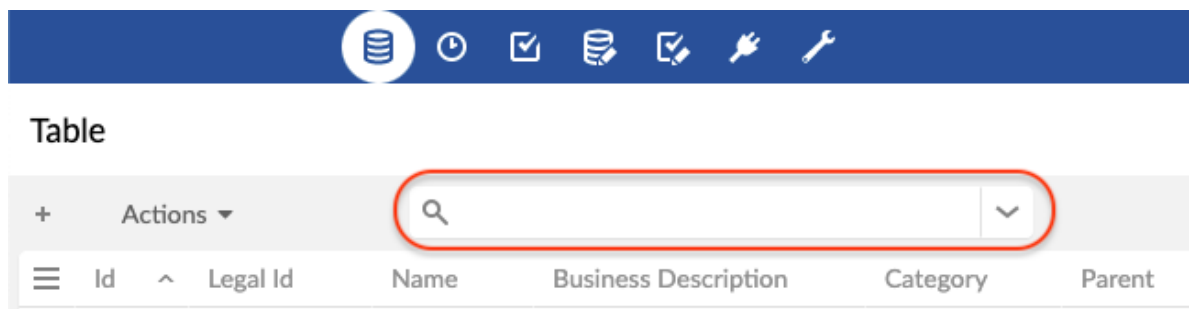 Table
+ Actions
Id Legal Id Name Business Description Category Parent